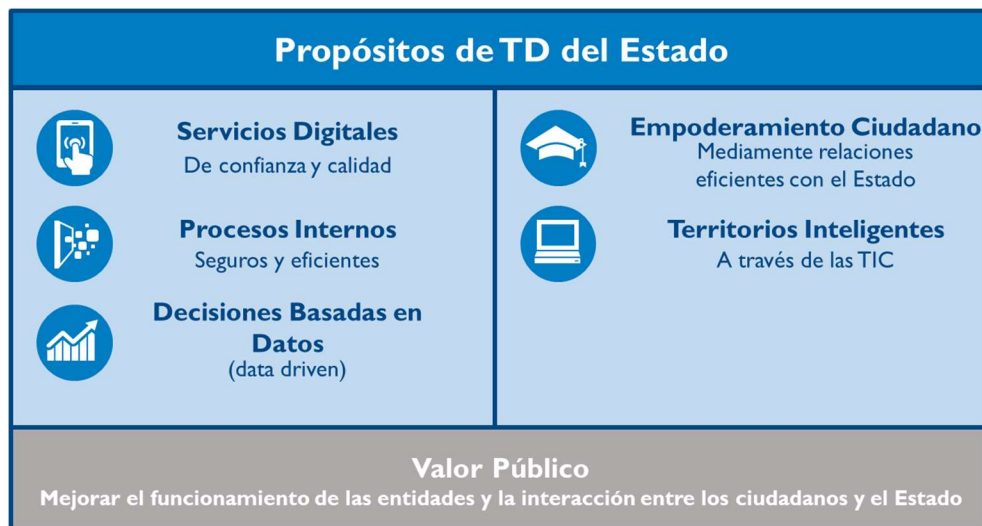 Propósitos de TD del Estado
Servicios Digitales
De confianza y calidad
Procesos Internos
Seguros y eficientes
Decisiones Basadas en
Datos
(data driven)
Empoderamiento Ciudadano
Mediamente relaciones
eficientes con el Estado
Territorios Inteligentes
A través de las TIC
Valor Público
Mejorar el funcionamiento de las entidades y la interacción entre los ciudadanos y el Estado